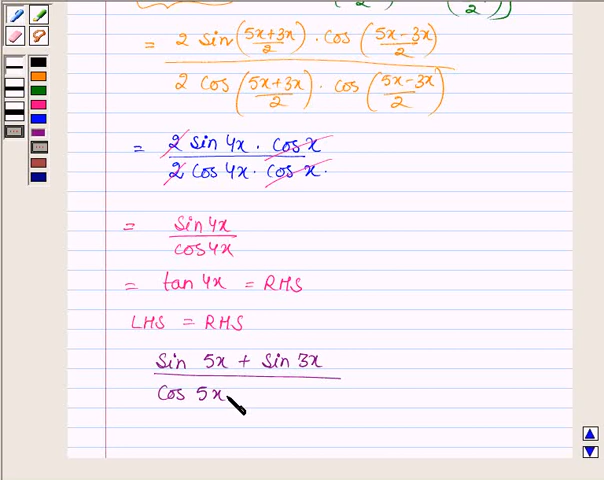 2 )
= 2 sin(5x+3x/2) · cos(5x-3x/2)
2 cos(5x+3x/2) · cos(5x-3x/2)
= 2 sin 4x · cos x
2 cos 4x · cos x ·
= sin 4x
cos 4x
= tan 4x = RHS
LHS = RHS
sin 5x + sin 3x
cos 5x